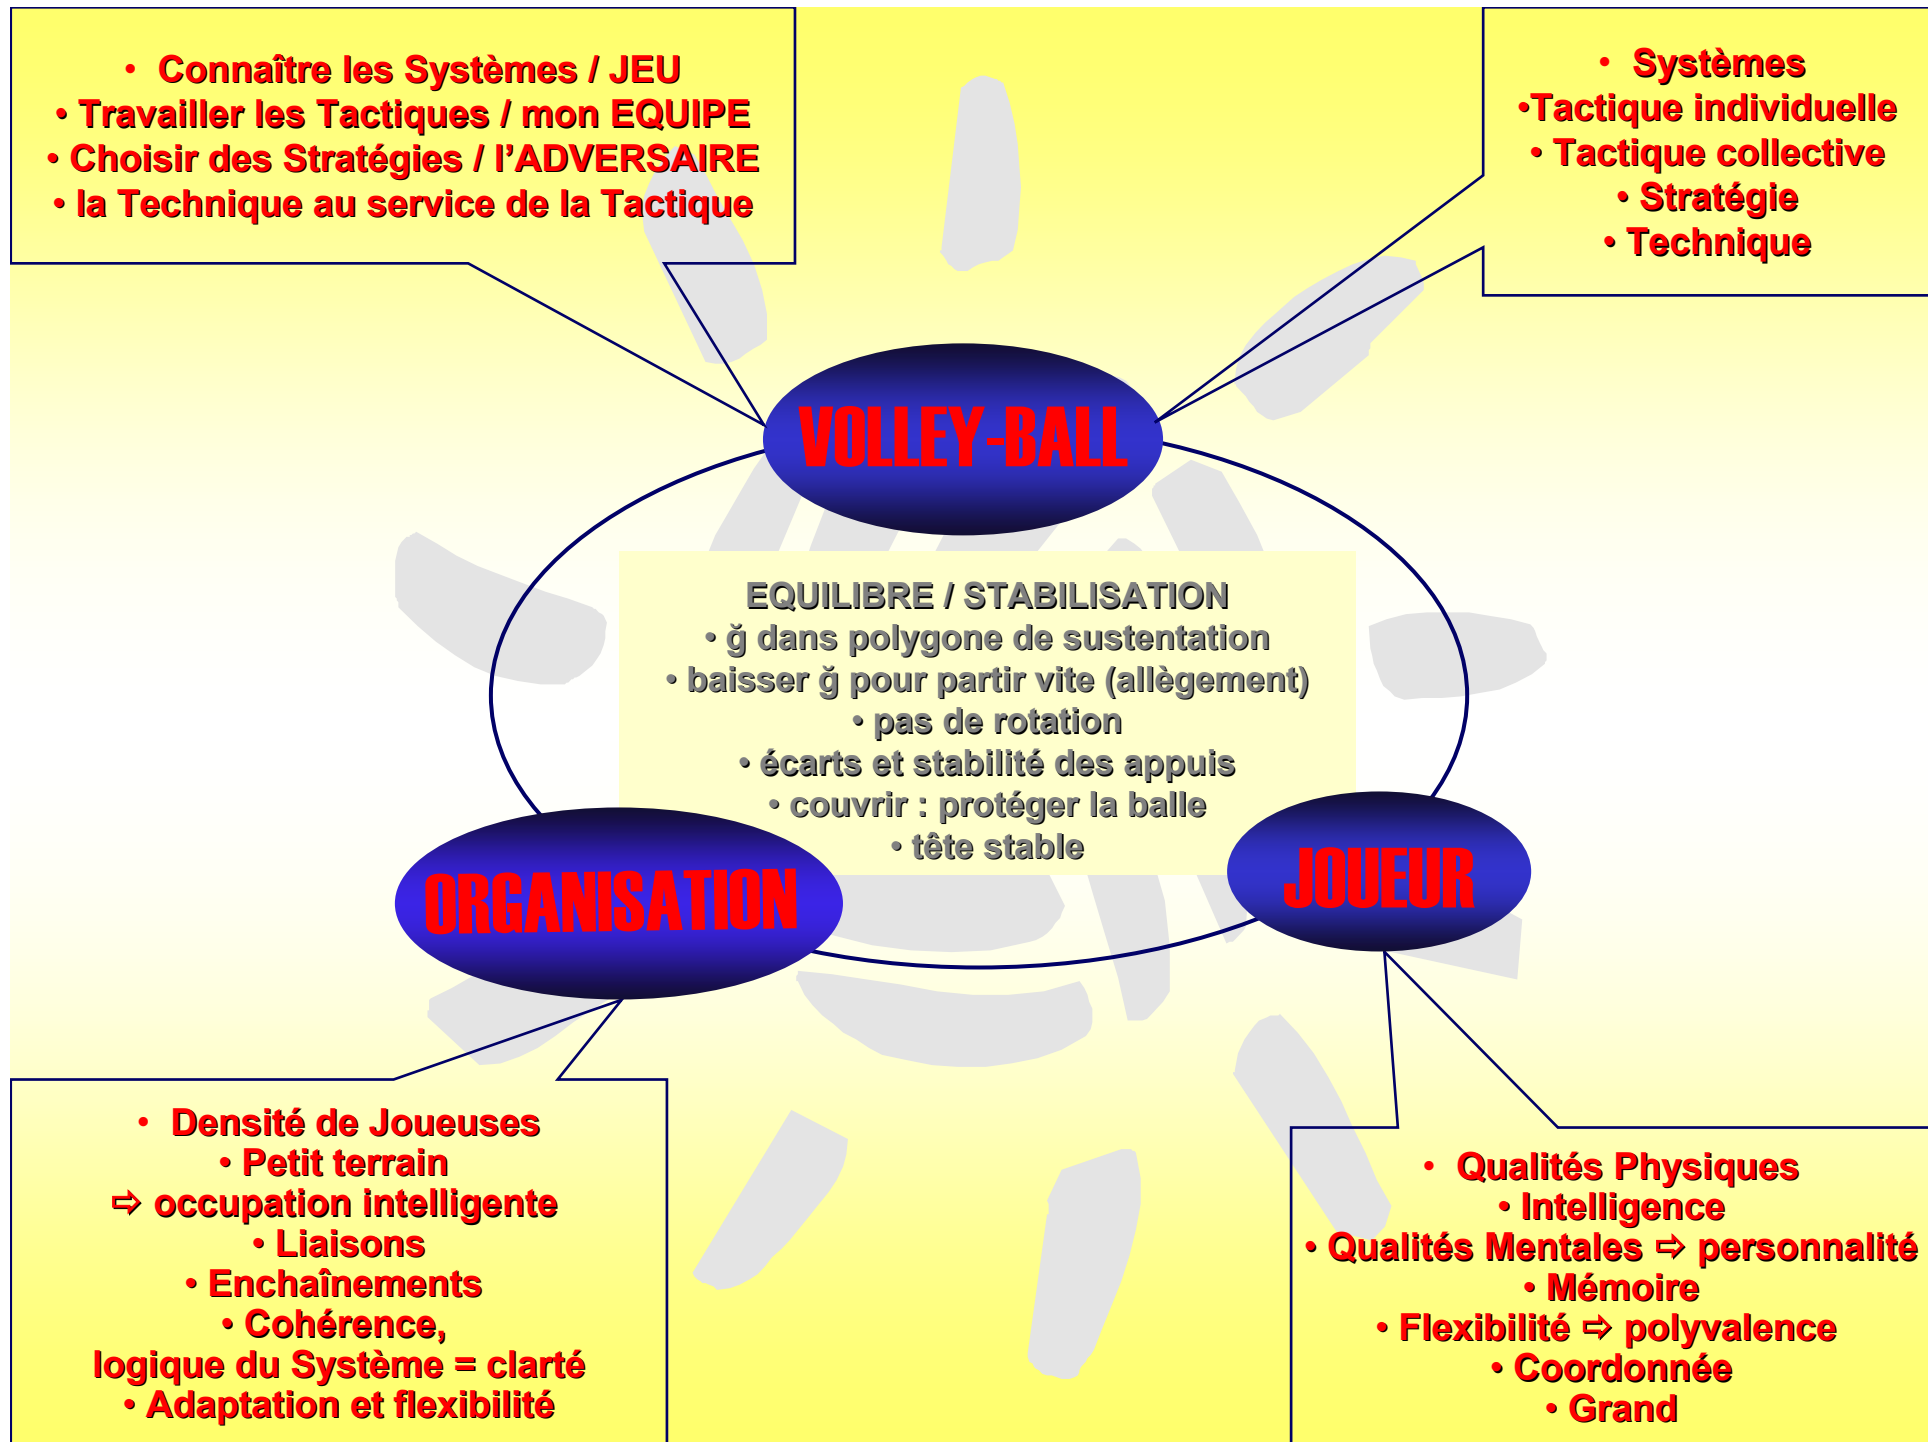 • Connaître les Systèmes / JEU
• Travailler les Tactiques / mon EQUIPE
• Choisir des Stratégies / l’ADVERSAIRE
• la Technique au service de la Tactique
• Systèmes
•Tactique individuelle
• Tactique collective
• Stratégie
• Technique
VOLLEY-BALL
EQUILIBRE / STABILISATION
• ğ dans polygone de sustentation
• baisser ğ pour partir vite (allègement)
• pas de rotation
• écarts et stabilité des appuis
• couvrir : protéger la balle
• tête stable
ORGANISATION
JOUEUR
• Densité de Joueuses
• Petit terrain
⇨ occupation intelligente
• Liaisons
• Enchaînements
• Cohérence,
logique du Système = clarté
• Adaptation et flexibilité
• Qualités Physiques
• Intelligence
• Qualités Mentales ⇨ personnalité
• Mémoire
• Flexibilité ⇨ polyvalence
• Coordonnée
• Grand